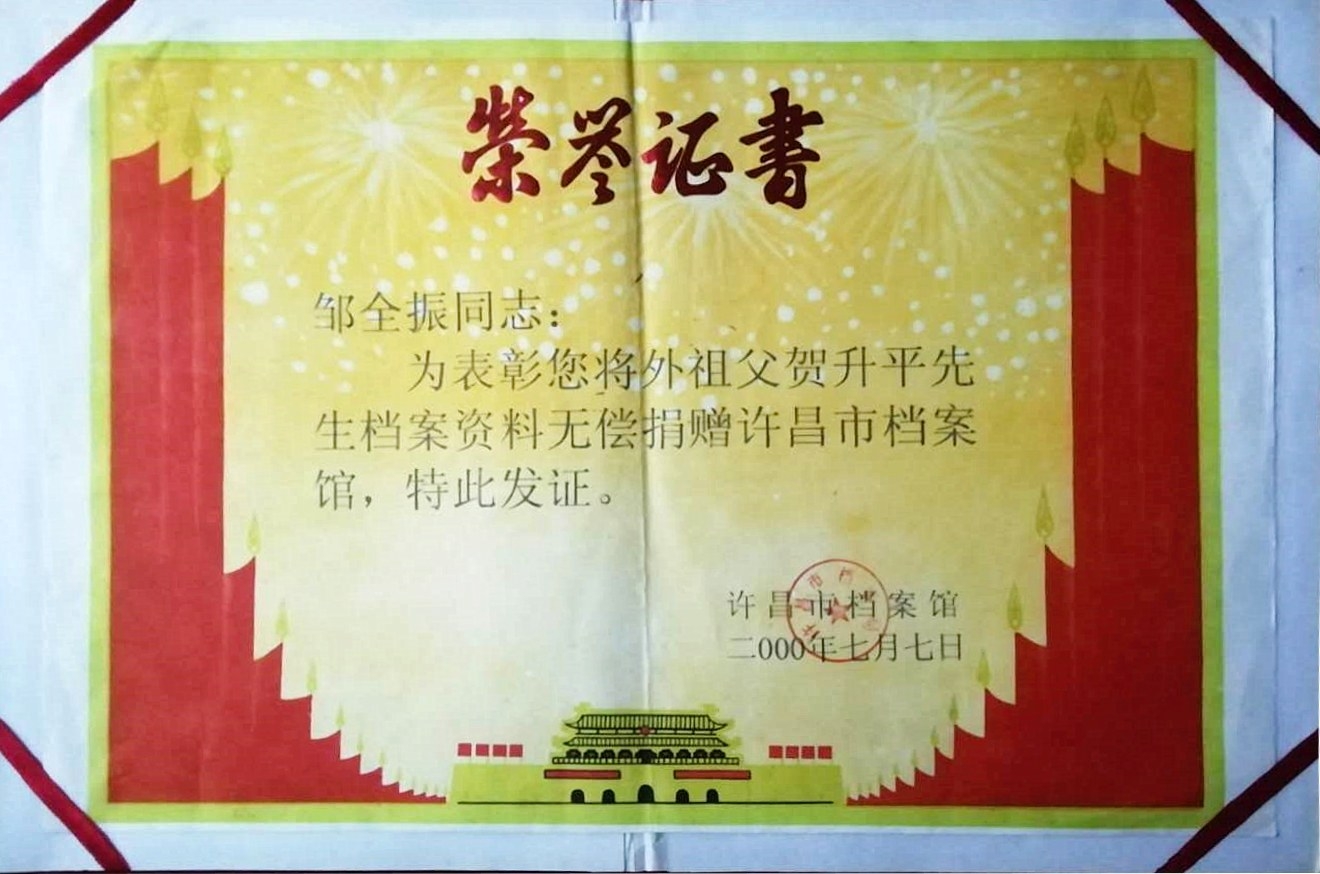 榮誉证書
邹全振同志：
为表彰您将外祖父贺升平先
生档案资料无偿捐赠许昌市档案
馆，特此发证。
许昌市档案馆
二000年七月七日